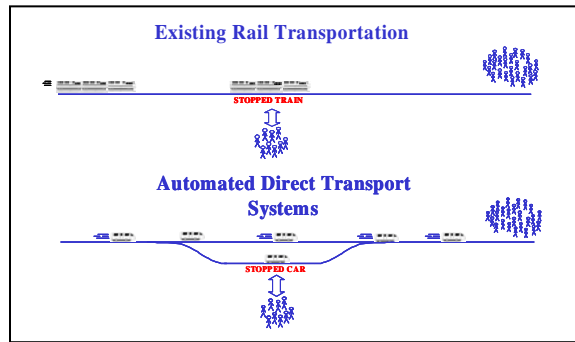 Existing Rail Transportation
STOPPED TRAIN
Automated Direct Transport
Systems
STOPPED CAR